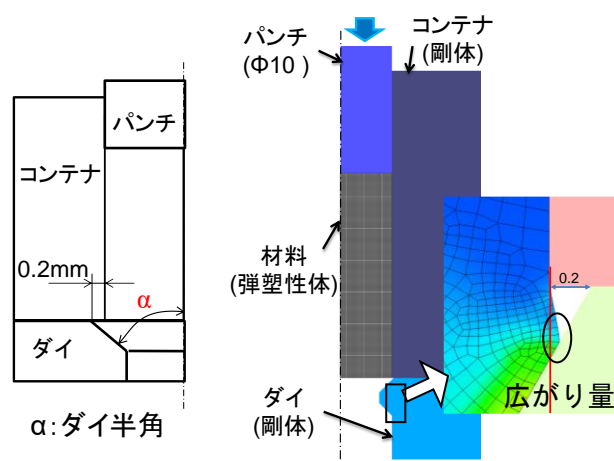 パンチ
コンテナ
0.2mm
α
ダイ
α:ダイ半角
パンチ
(Φ10 )
コンテナ
(剛体)
材料
(弾塑性体)
ダイ
(剛体)
0.2
広がり量